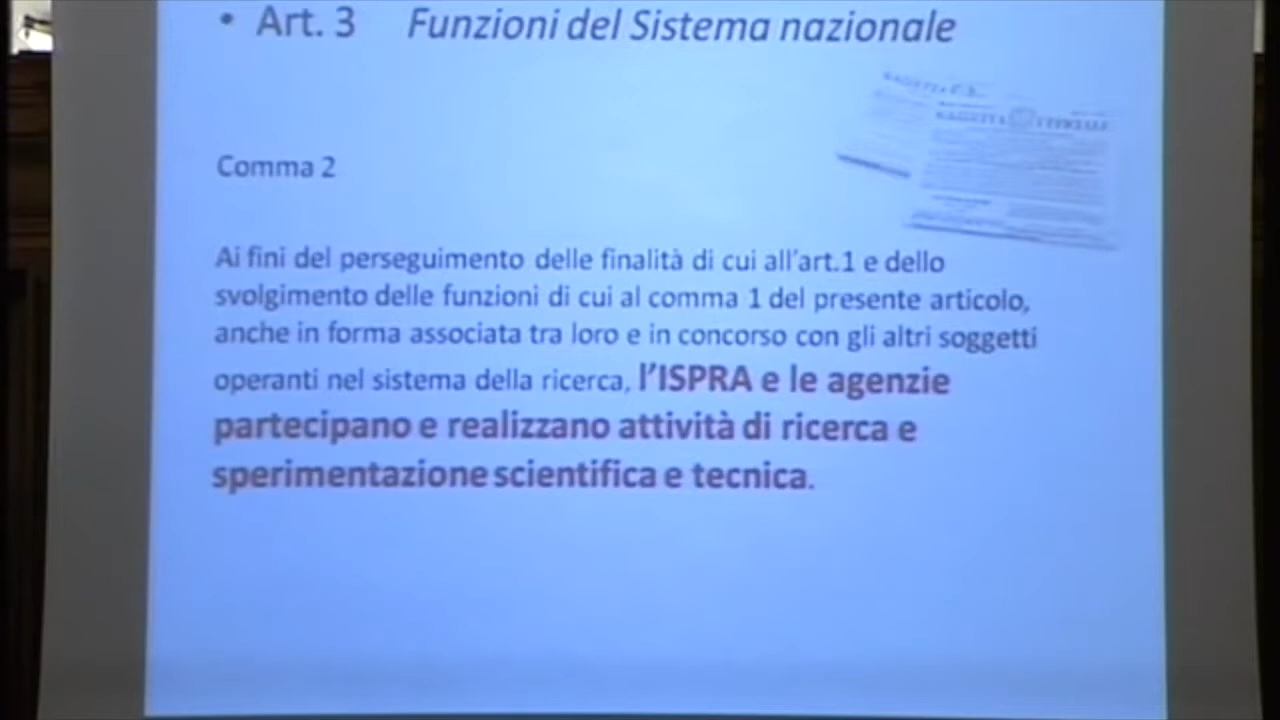 • Art. 3 Funzioni del Sistema nazionale
GAZZETTA UFFICIALE
Comma 2
Ai fini del perseguimento delle finalità di cui all'art.1 e dello
svolgimento delle funzioni di cui al comma 1 del presente articolo,
anche in forma associata tra loro e in concorso con gli altri soggetti
operanti nel sistema della ricerca, l'ISPRA e le agenzie
partecipano e realizzano attività di ricerca e
sperimentazione scientifica e tecnica.